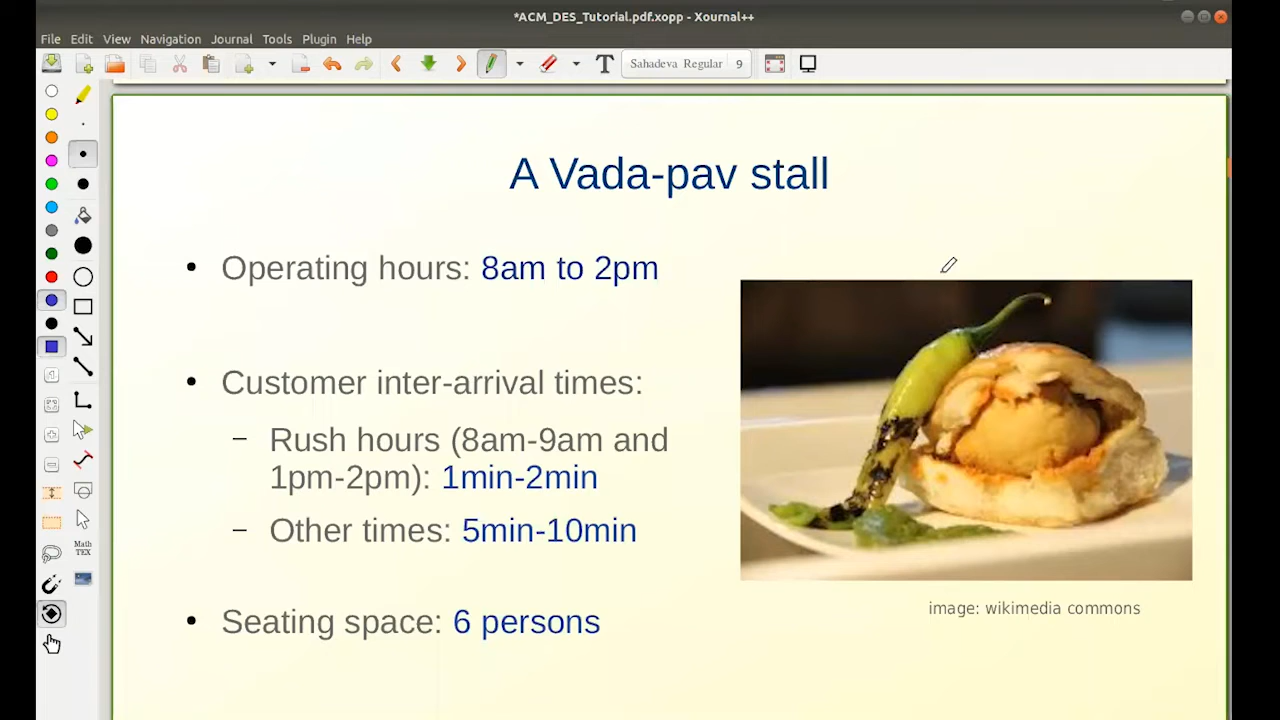 *ACM_DES_Tutorial.pdf.xopp - Xournal++
File Edit View Navigation Journal Tools Plugin Help
Sahadeva Regular 9
A Vada-pav stall
• Operating hours: 8am to 2pm
• Customer inter-arrival times:
– Rush hours (8am-9am and
1pm-2pm): 1min-2min
– Other times: 5min-10min
Math
TEX
• Seating space: 6 persons
image: wikimedia commons